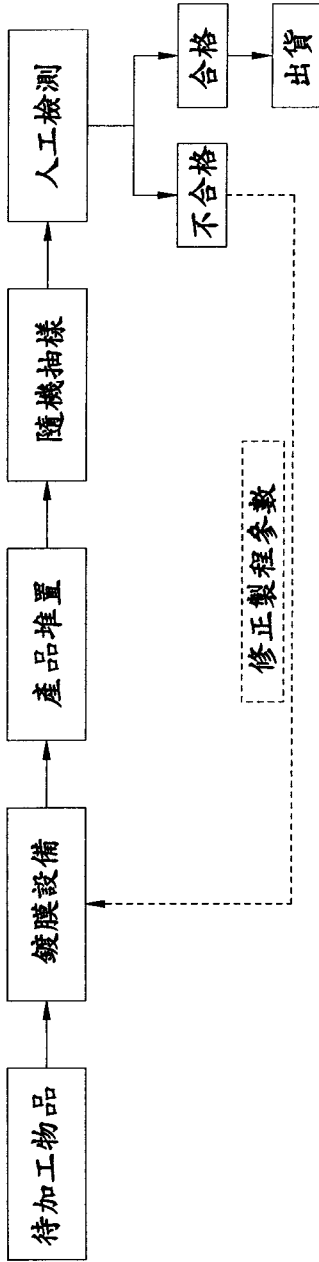 待加工物品
鍍膜設備
產品堆置
隨機抽樣
人工檢測
合格
不合格
出貨
修正製程參數